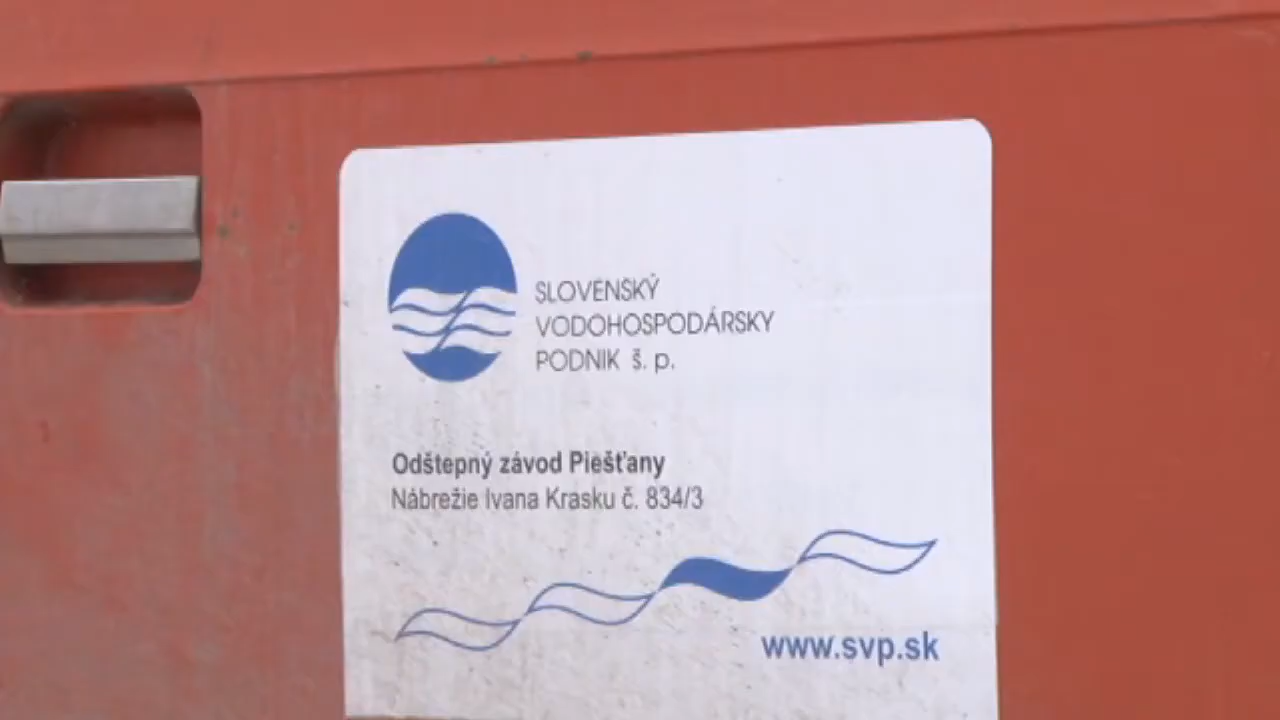 SLOVENSKÝ
VODOHOSPODÁRSKY
PODNIK š. p.
Odštepný závod Piešťany
Nábrežie Ivana Krasku č. 834/3
www.svp.sk